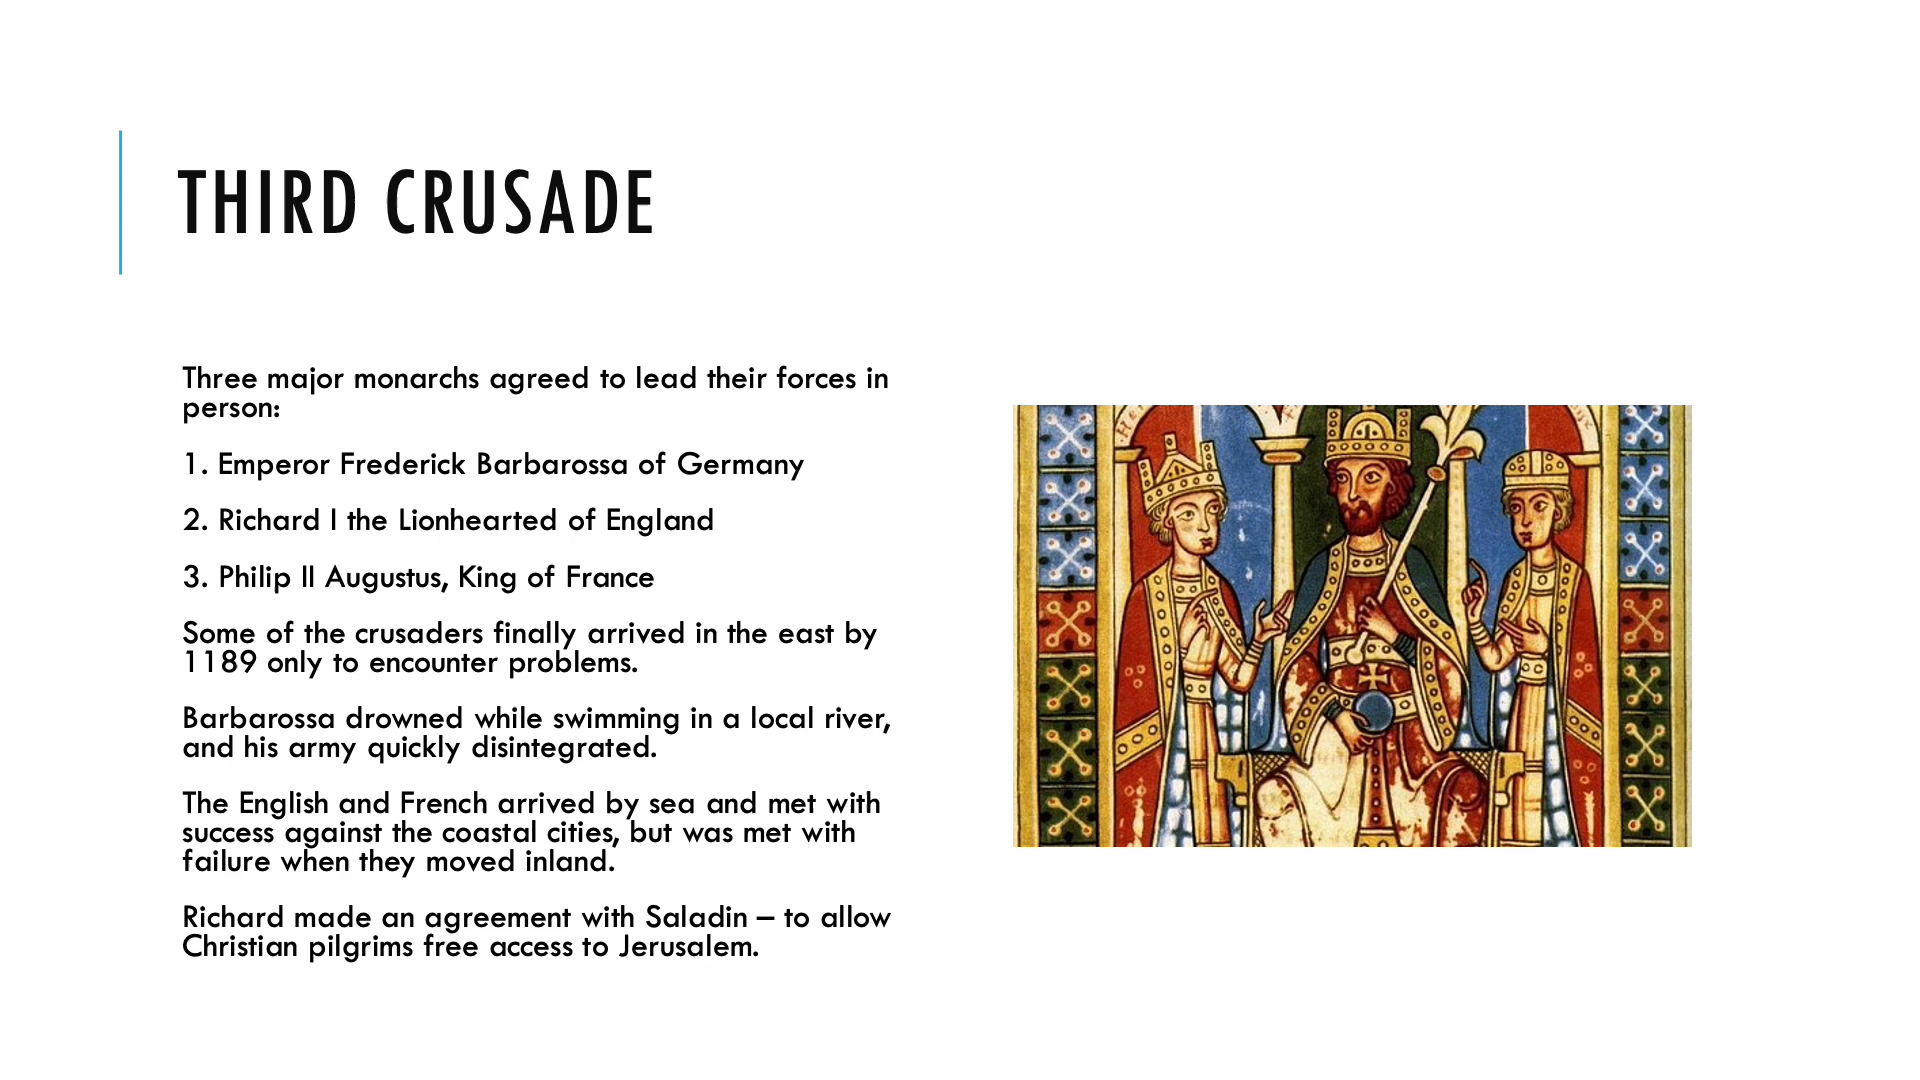 THIRD CRUSADE
Three major monarchs agreed to lead their forces in
person:
1. Emperor Frederick Barbarossa of Germany
2. Richard I the Lionhearted of England
3. Philip II Augustus, King of France
Some of the crusaders finally arrived in the east by
1189 only to encounter problems.
Barbarossa drowned while swimming in a local river,
and his army quickly disintegrated.
The English and French arrived by sea and met with
success against the coastal cities, but was met with
failure when they moved inland.
Richard made an agreement with Saladin – to allow
Christian pilgrims free access to Jerusalem.